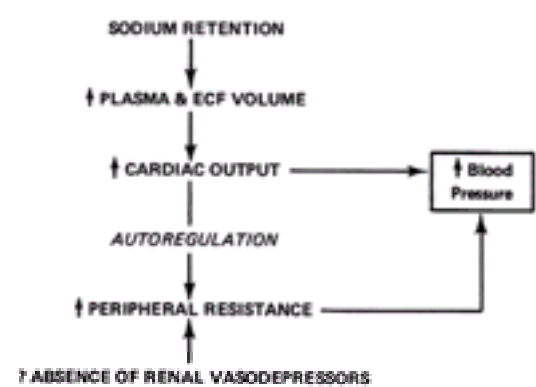 SODIUM RETENTION
↑ PLASMA & ECF VOLUME
↑ CARDIAC OUTPUT
↑ Blood
Pressure
AUTOREGULATION
↑ PERIPHERAL RESISTANCE
? ABSENCE OF RENAL VASODEPRESSORS